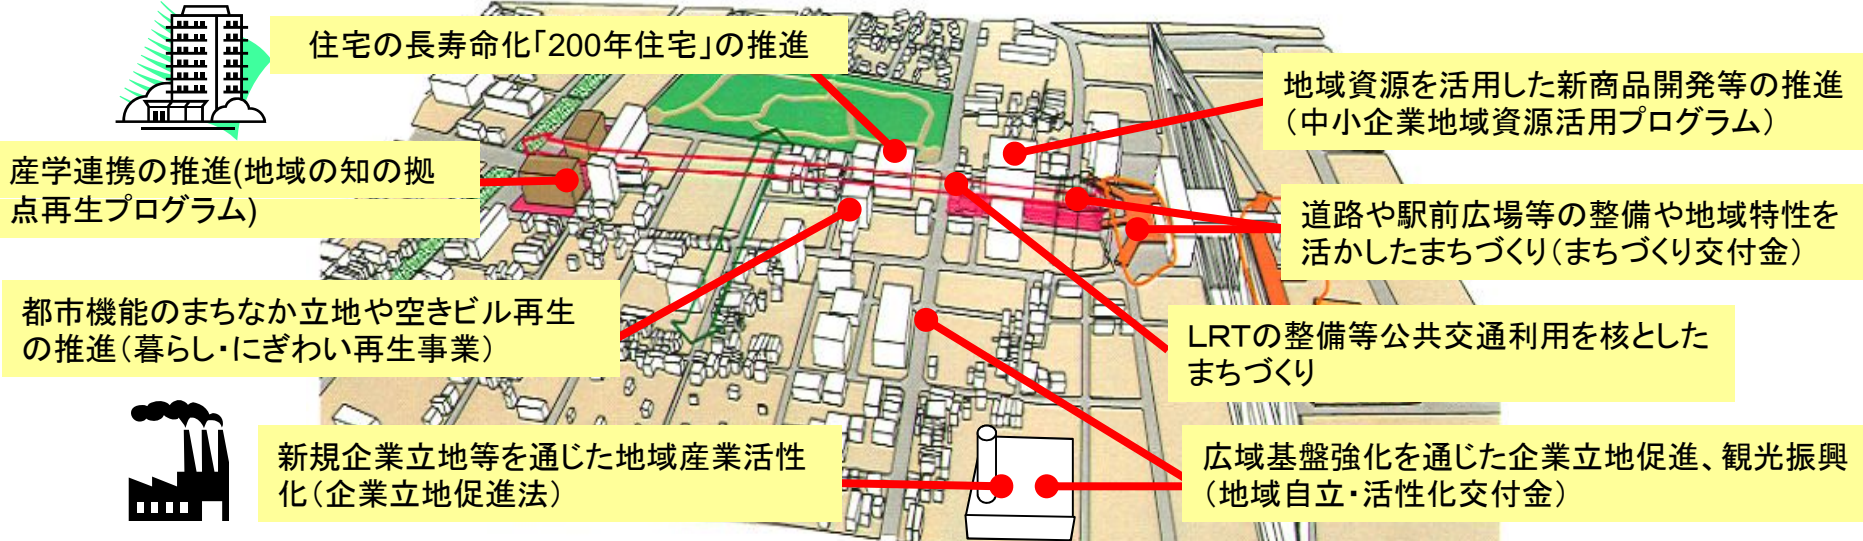 住宅の長寿命化「200年住宅」の推進
地域資源を活用した新商品開発等の推進
（中小企業地域資源活用プログラム）
産学連携の推進(地域の知の拠
点再生プログラム)
道路や駅前広場等の整備や地域特性を
活かしたまちづくり（まちづくり交付金）
都市機能のまちなか立地や空きビル再生
の推進（暮らし・にぎわい再生事業）
LRTの整備等公共交通利用を核とした
まちづくり
新規企業立地等を通じた地域産業活性
化（企業立地促進法）
広域基盤強化を通じた企業立地促進、観光振興
（地域自立・活性化交付金）